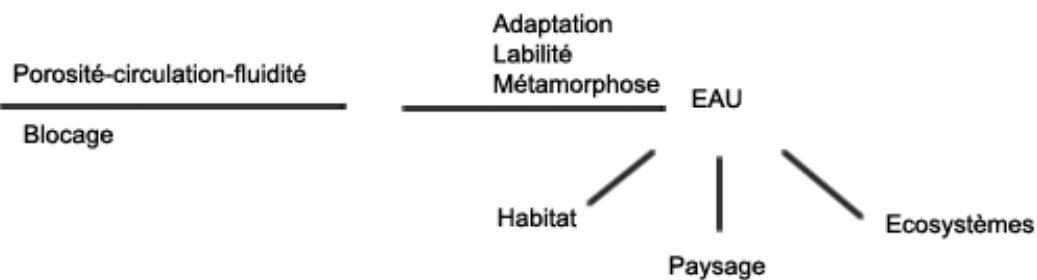 Porosité-circulation-fluidité
Blocage
Adaptation
Labilité
Métamorphose
EAU
Habitat
Paysage
Ecosystèmes